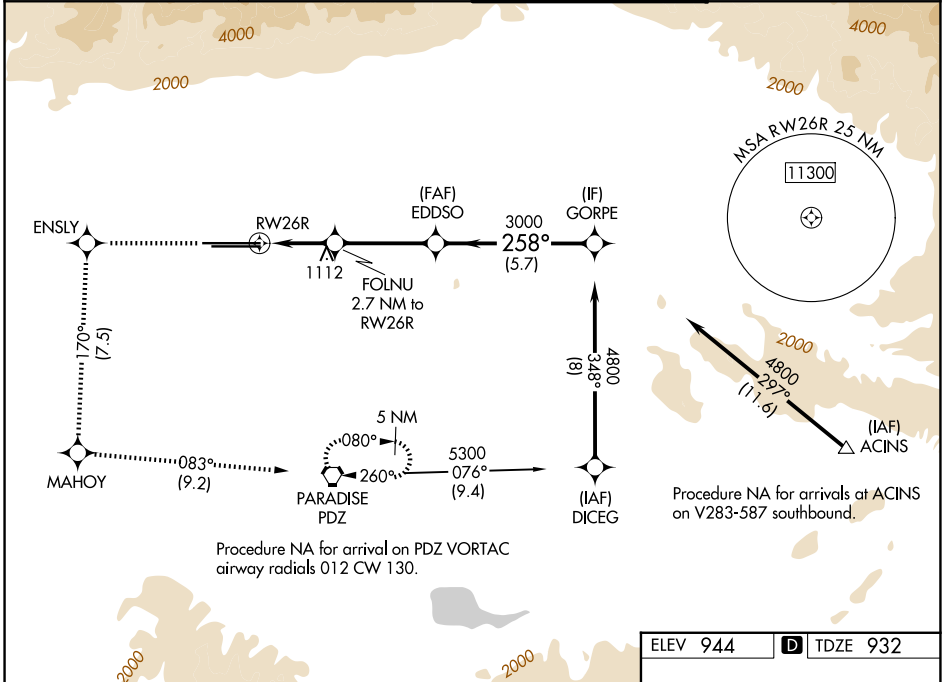 4000
4000
2000
2000
MSA RW26R 25 NM
11300
(FAF)
EDDSO
(IF)
GORPE
ENSLY
RW26R
3000
258°
(5.7)
1112
FOLNU
2.7 NM to
RW26R
170°
(7.5)
4800
348°
(8)
2000
4800
297°
(11.6)
(IAF)
ACINS
5 NM
080°
260°
5300
076°
(9.4)
MAHOY
083°
(9.2)
PARADISE
PDZ
(IAF)
DICEG
Procedure NA for arrivals at ACINS
on V283-587 southbound.
Procedure NA for arrival on PDZ VORTAC
airway radials 012 CW 130.
2000
2000
ELEV 944 D TDZE 932